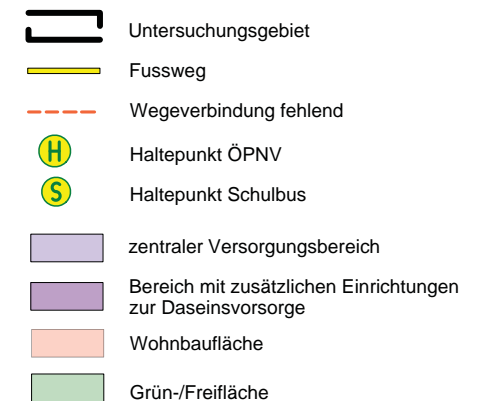 Untersuchungsgebiet
Fussweg
Wegeverbindung fehlend
H Haltepunkt ÖPNV
S Haltepunkt Schulbus
zentraler Versorgungsbereich
Bereich mit zusätzlichen Einrichtungen
zur Daseinsvorsorge
Wohnbaufläche
Grün-/Freifläche